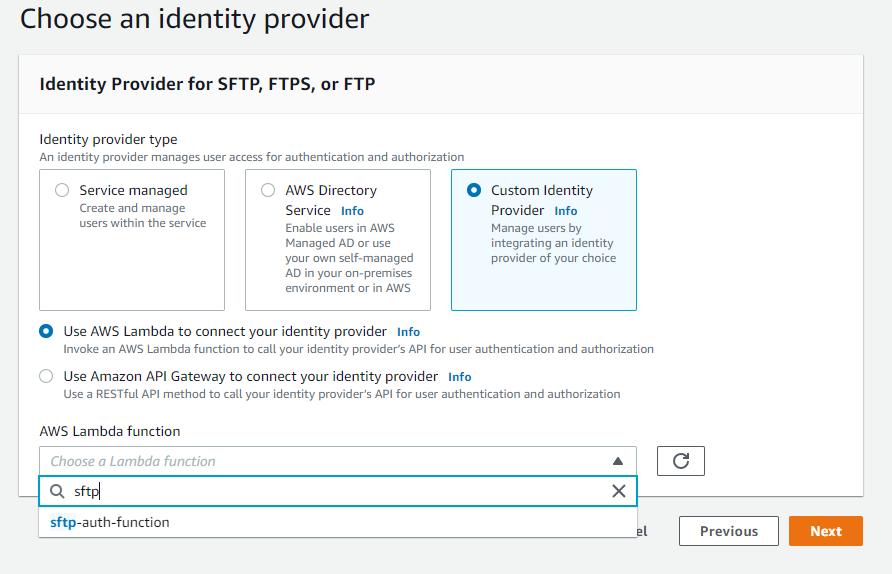 Choose an identity provider
Identity Provider for SFTP, FTPS, or FTP
Identity provider type
An identity provider manages user access for authentication and authorization
Service managed
Create and manage
users within the service
AWS Directory
Service Info
Enable users in AWS
Managed AD or use
your own self-managed
AD in your on-premises
environment or in AWS
Custom Identity
Provider Info
Manage users by
integrating an identity
provider of your choice
Use AWS Lambda to connect your identity provider Info
Invoke an AWS Lambda function to call your identity provider's API for user authentication and authorization
Use Amazon API Gateway to connect your identity provider Info
Use a RESTful API method to call your identity provider's API for user authentication and authorization
AWS Lambda function
Choose a Lambda function
sftp
sftp-auth-function
el Previous Next